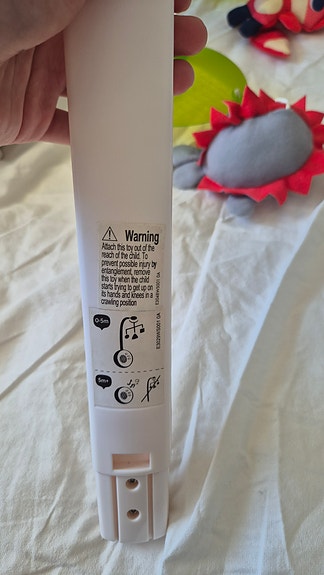 Warning
Attach this toy out of the
reach of the child. To
prevent possible injury by
entanglement, remove
this toy when the child
starts trying to get up on
its hands and knees in a
crawling position
0-5m
5m+